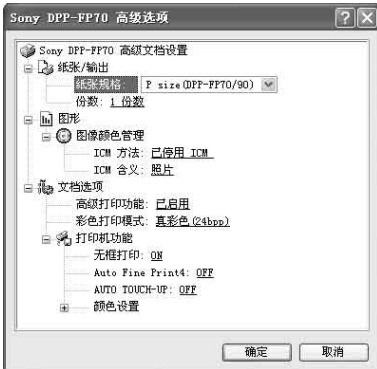 Sony DPP-FP70 高级选项
Sony DPP-FP70 高级文档设置
纸张/输出
纸张规格: P size(DPP-FP70/90)
份数: 1 份数
图形
图像颜色管理
ICM 方法: 已停用 ICM
ICM 含义: 照片
文档选项
高级打印功能: 已启用
彩色打印模式: 真彩色(24bpp)
打印机功能
无框打印: ON
Auto Fine Print4: OFF
AUTO TOUCH-UP: OFF
颜色设置
确定 取消